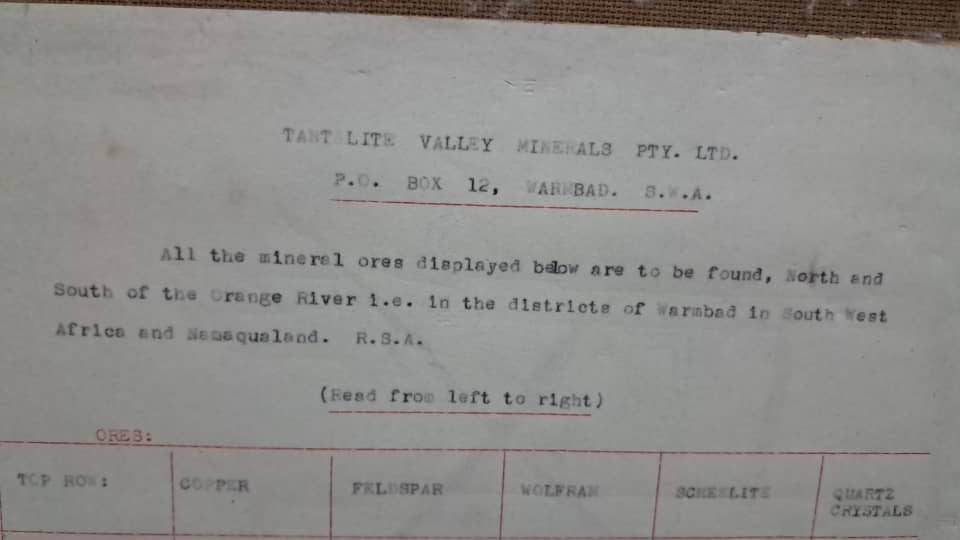 TANTALITE VALLEY MINERALS PTY. LTD.
P.O. BOX 12, WARMBAD. S.W.A.
All the mineral ores displayed below are to be found, North and
South of the Orange River i.e. in the districts of Warmbad in South West
Africa and Namaqualand. R.S.A.
(Read from left to right)
ORES:
TOP ROW: COPPER FELDSPAR WOLFRAM SCHEELITE QUARTZ
CRYSTALS